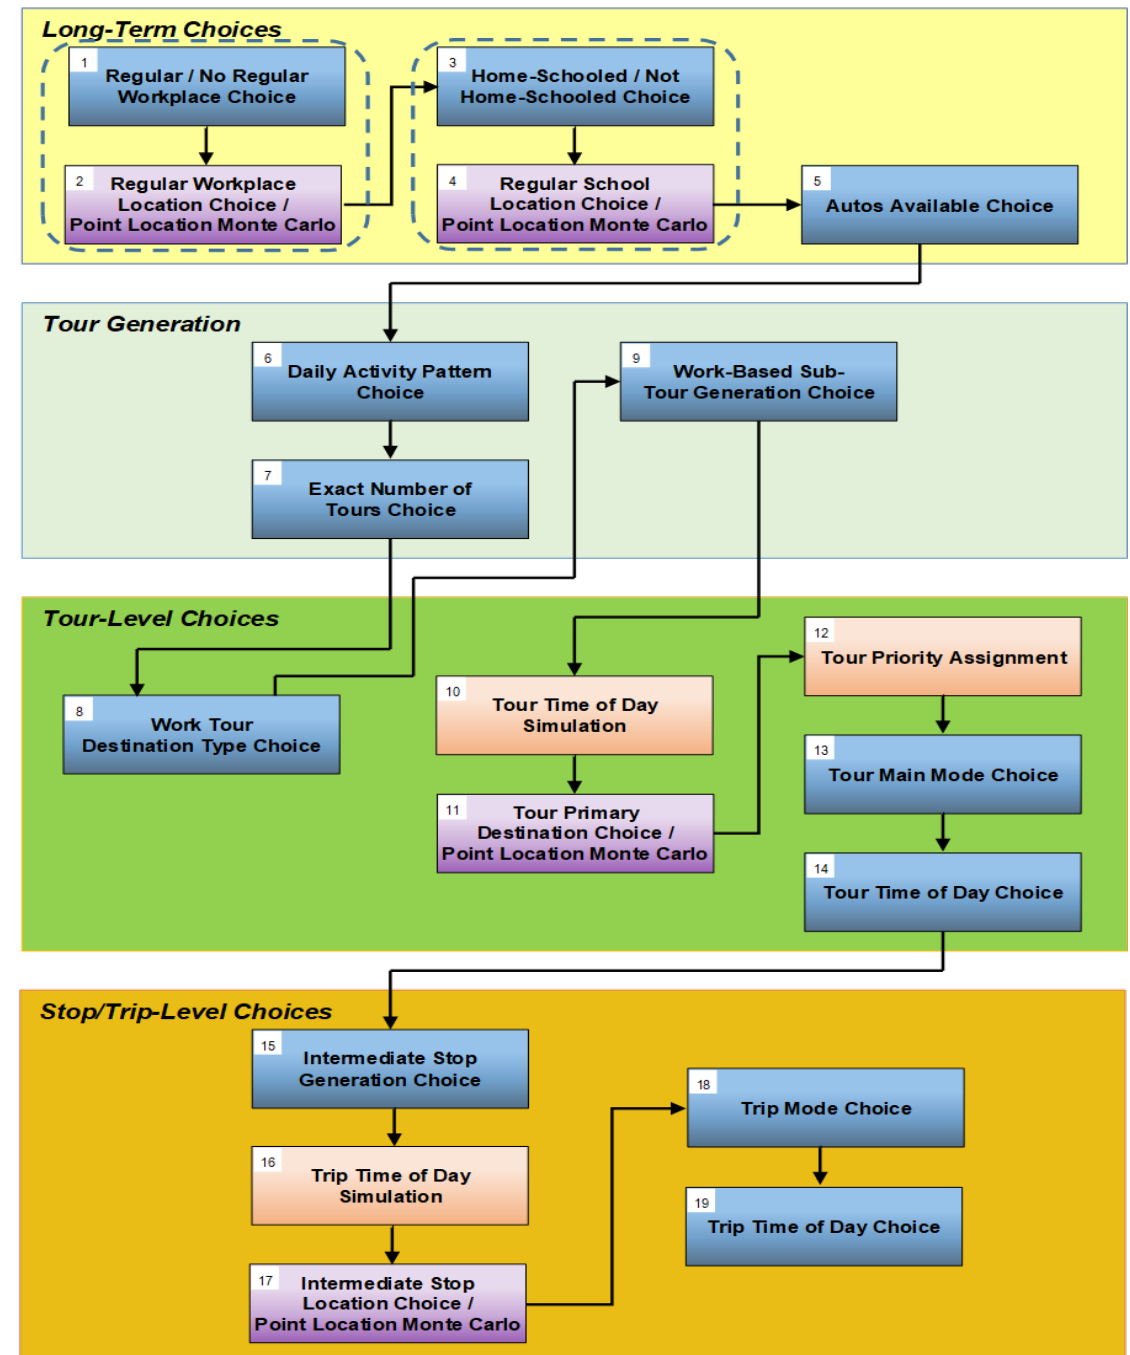 Long-Term Choices
1
Regular / No Regular
Workplace Choice
2
Regular Workplace
Location Choice /
Point Location Monte Carlo
3
Home-Schooled / Not
Home-Schooled Choice
4
Regular School
Location Choice /
Point Location Monte Carlo
5
Autos Available Choice
Tour Generation
6
Daily Activity Pattern
Choice
7
Exact Number of
Tours Choice
9
Work-Based Sub-
Tour Generation Choice
Tour-Level Choices
8
Work Tour
Destination Type Choice
10
Tour Time of Day
Simulation
11
Tour Primary
Destination Choice /
Point Location Monte Carlo
12
Tour Priority Assignment
13
Tour Main Mode Choice
14
Tour Time of Day Choice
Stop/Trip-Level Choices
15
Intermediate Stop
Generation Choice
16
Trip Time of Day
Simulation
17
Intermediate Stop
Location Choice /
Point Location Monte Carlo
18
Trip Mode Choice
19
Trip Time of Day Choice